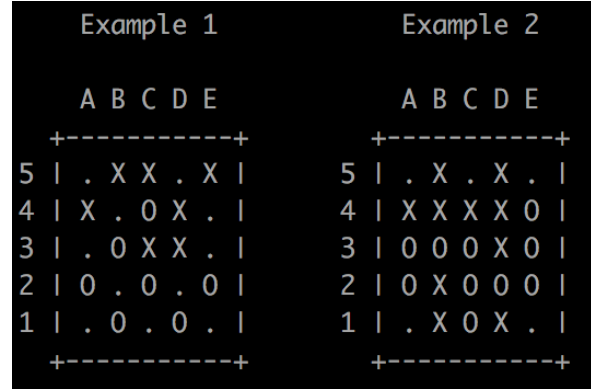 Example 1          Example 2
  A B C D E          A B C D E
 +-----------+        +-----------+
5 | . X X . X |      5 | . X . X . |
4 | X . O X . |      4 | X X X X O |
3 | . O X X . |      3 | O O O X O |
2 | O . O . O |      2 | O X O O O |
1 | . O . O . |      1 | . X O X . |
 +-----------+        +-----------+